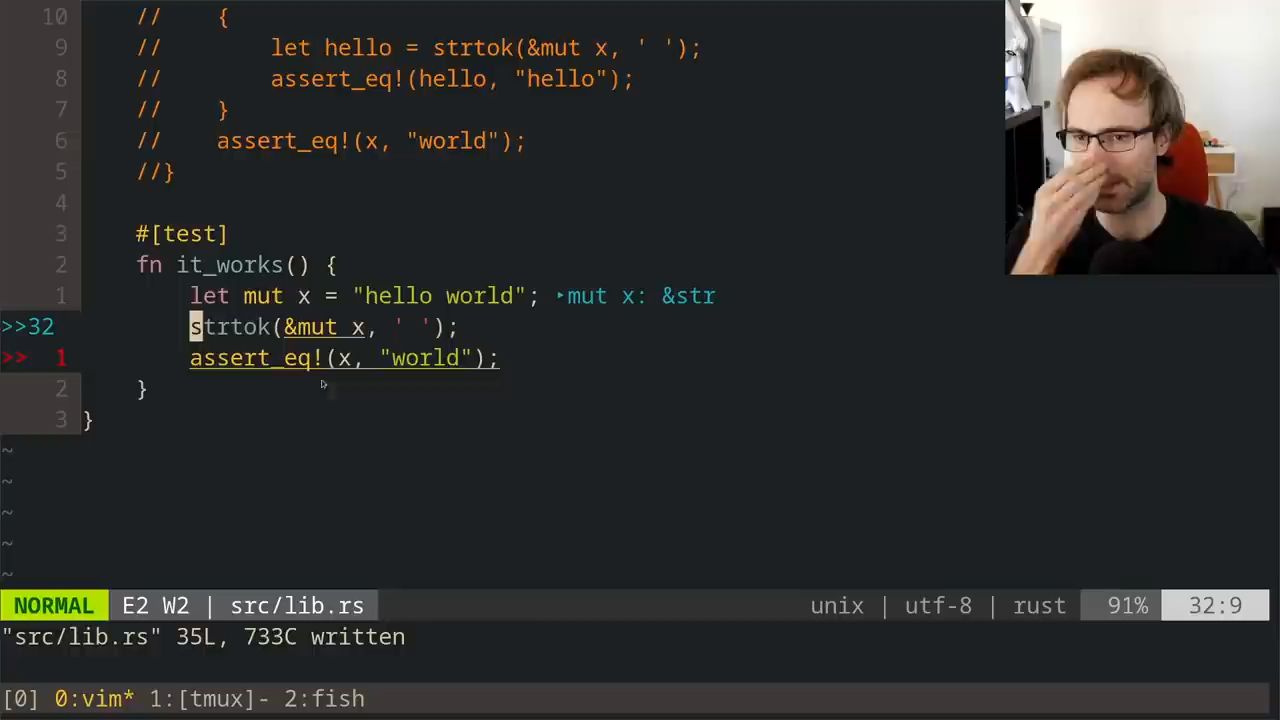 10 //    {
9 //        let hello = strtok(&mut x, ' ');
8 //        assert_eq!(hello, "hello");
7 //    }
6 //    assert_eq!(x, "world");
5 //}
4
3 #[test]
2 fn it_works() {
1 let mut x = "hello world"; ‣mut x: &str
>>32 strtok(&mut x, ' ');
>> 1 assert_eq!(x, "world");
2 }
3 }
~
~
~
~
~
NORMAL E2 W2 | src/lib.rs unix | utf-8 | rust 91% 32:9
"src/lib.rs" 35L, 733C written
[0] 0:vim* 1:[tmux]- 2:fish